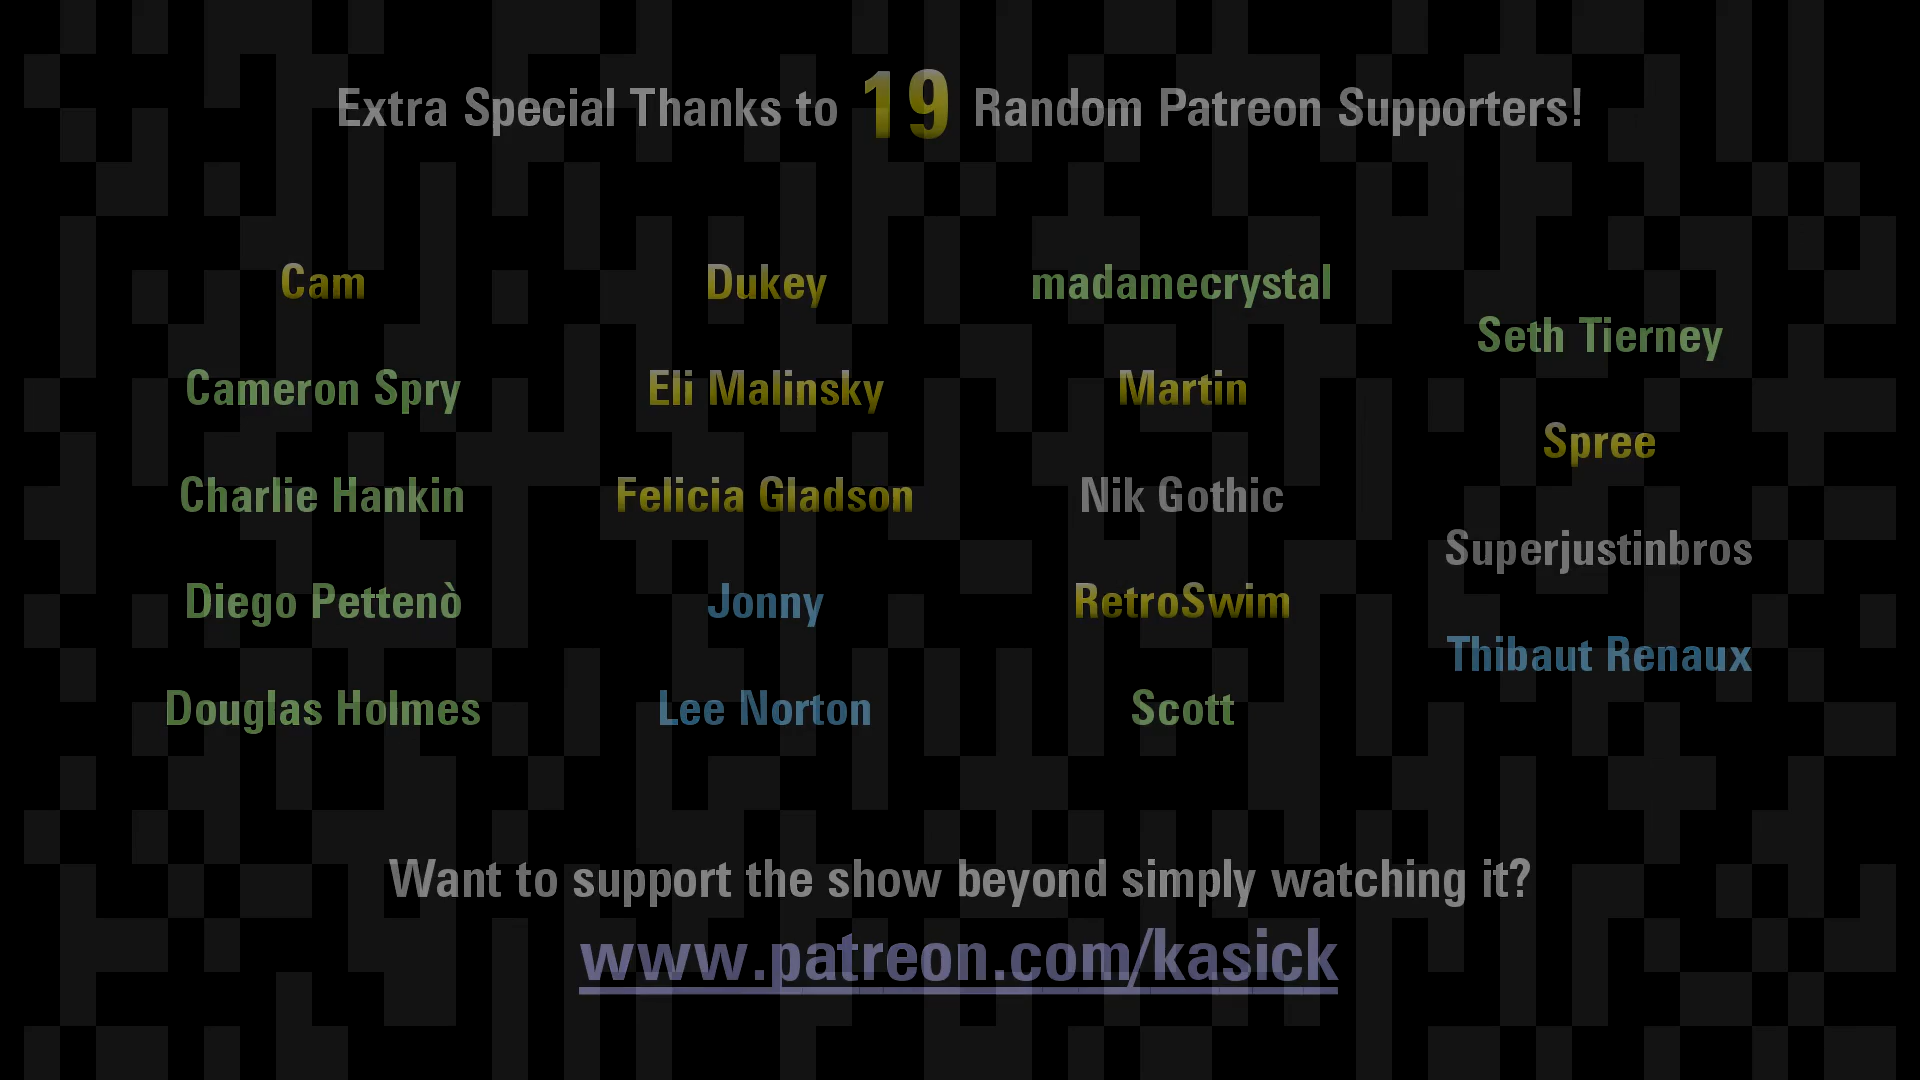 Extra Special Thanks to 19 Random Patreon Supporters!
Cam
Cameron Spry
Charlie Hankin
Diego Pettenò
Douglas Holmes
Dukey
Eli Malinsky
Felicia Gladson
Jonny
Lee Norton
madamecrystal
Martin
Nik Gothic
RetroSwim
Scott
Seth Tierney
Spree
Superjustinbros
Thibaut Renaux
Want to support the show beyond simply watching it?
www.patreon.com/kasick